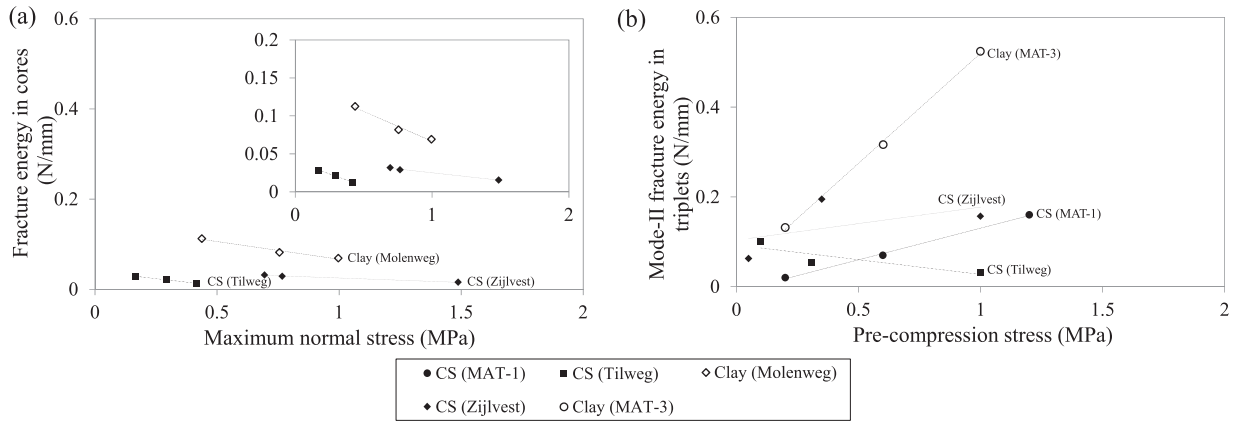 (a)
Fracture energy in cores
(N/mm)
0.6
0.4
0.2
0
0
0.5
1
1.5
2
Maximum normal stress (MPa)
0.2
0.15
0.1
0.05
0
0
1
2
Clay (Molenweg)
CS (Tilweg)
CS (Zijlvest)
(b)
Mode-II fracture energy in
triplets (N/mm)
0.6
0.4
0.2
0
0
0.5
1
1.5
2
Pre-compression stress (MPa)
Clay (MAT-3)
CS (Zijlvest)
CS (MAT-1)
CS (Tilweg)
CS (MAT-1) CS (Tilweg) Clay (Molenweg)
CS (Zijlvest) Clay (MAT-3)